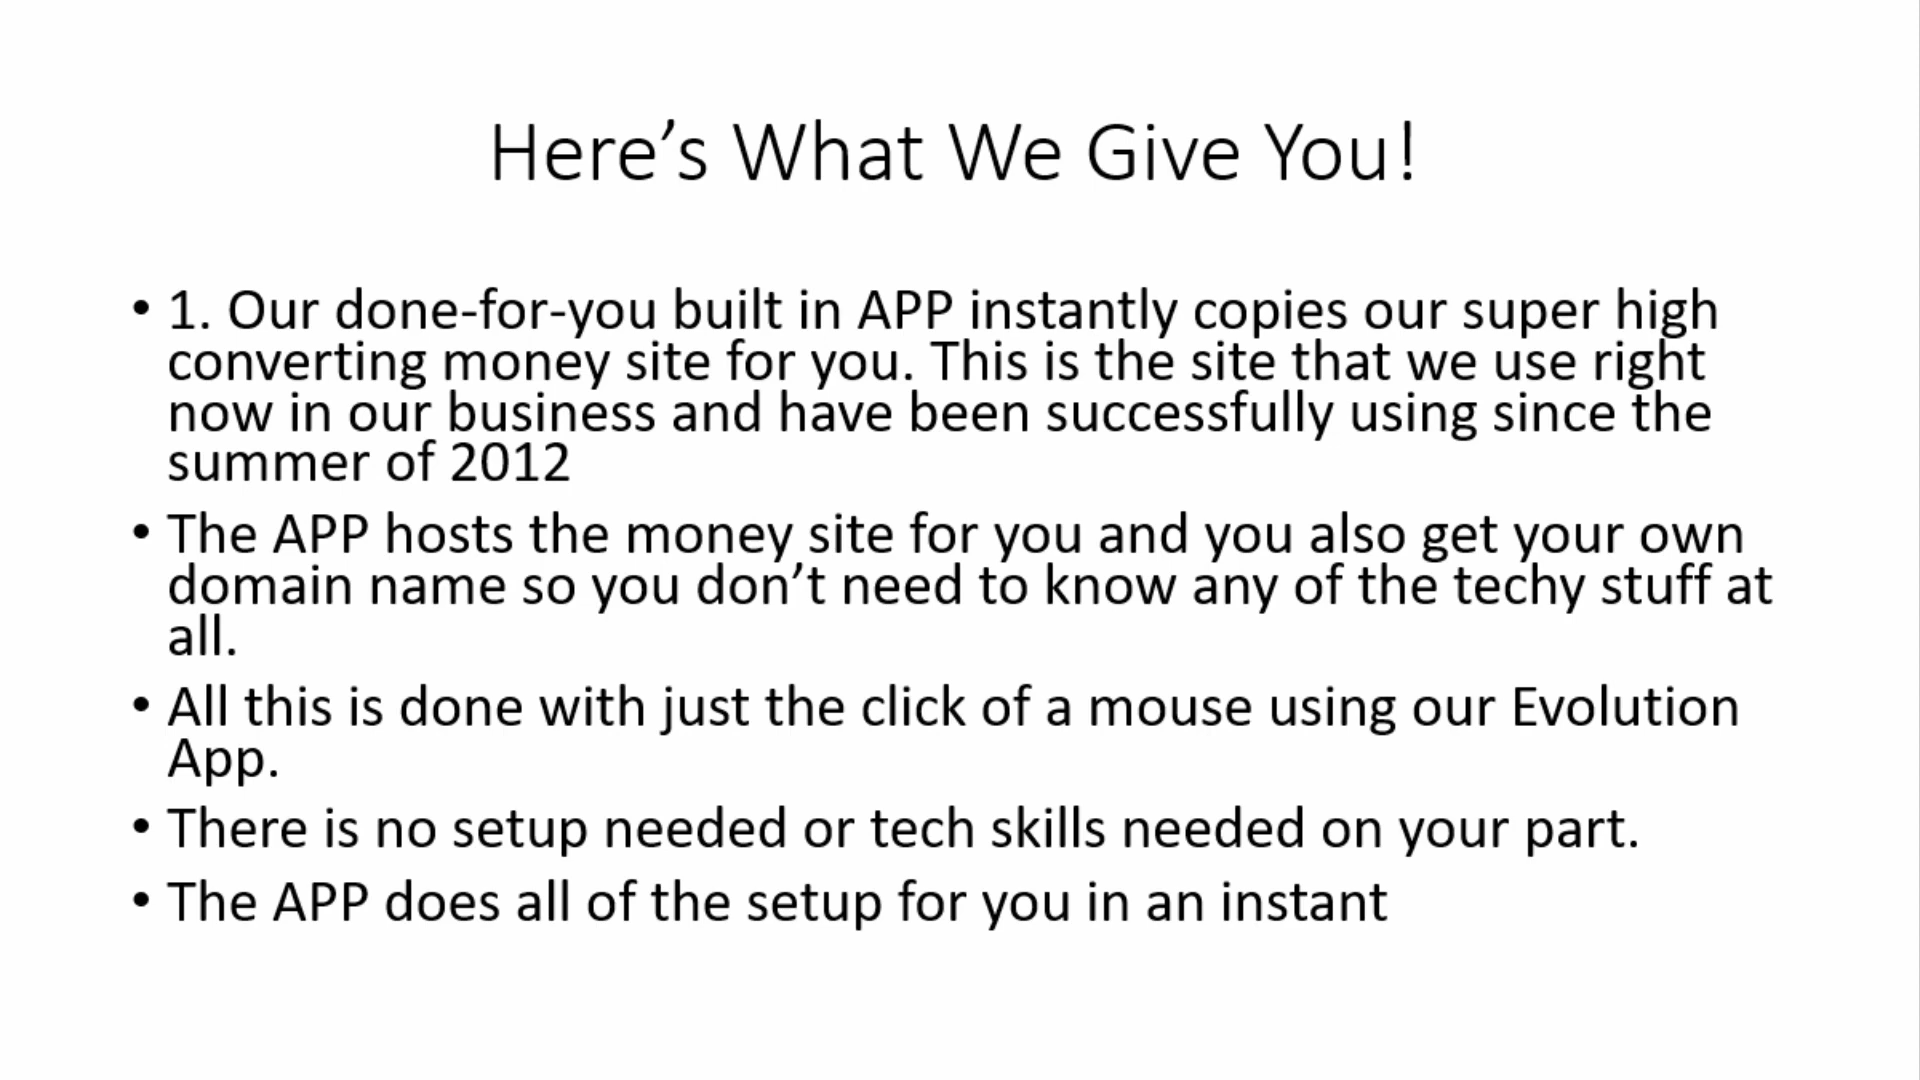 Here’s What We Give You!
• 1. Our done-for-you built in APP instantly copies our super high
converting money site for you. This is the site that we use right
now in our business and have been successfully using since the
summer of 2012
• The APP hosts the money site for you and you also get your own
domain name so you don’t need to know any of the techy stuff at
all.
• All this is done with just the click of a mouse using our Evolution
App.
• There is no setup needed or tech skills needed on your part.
• The APP does all of the setup for you in an instant